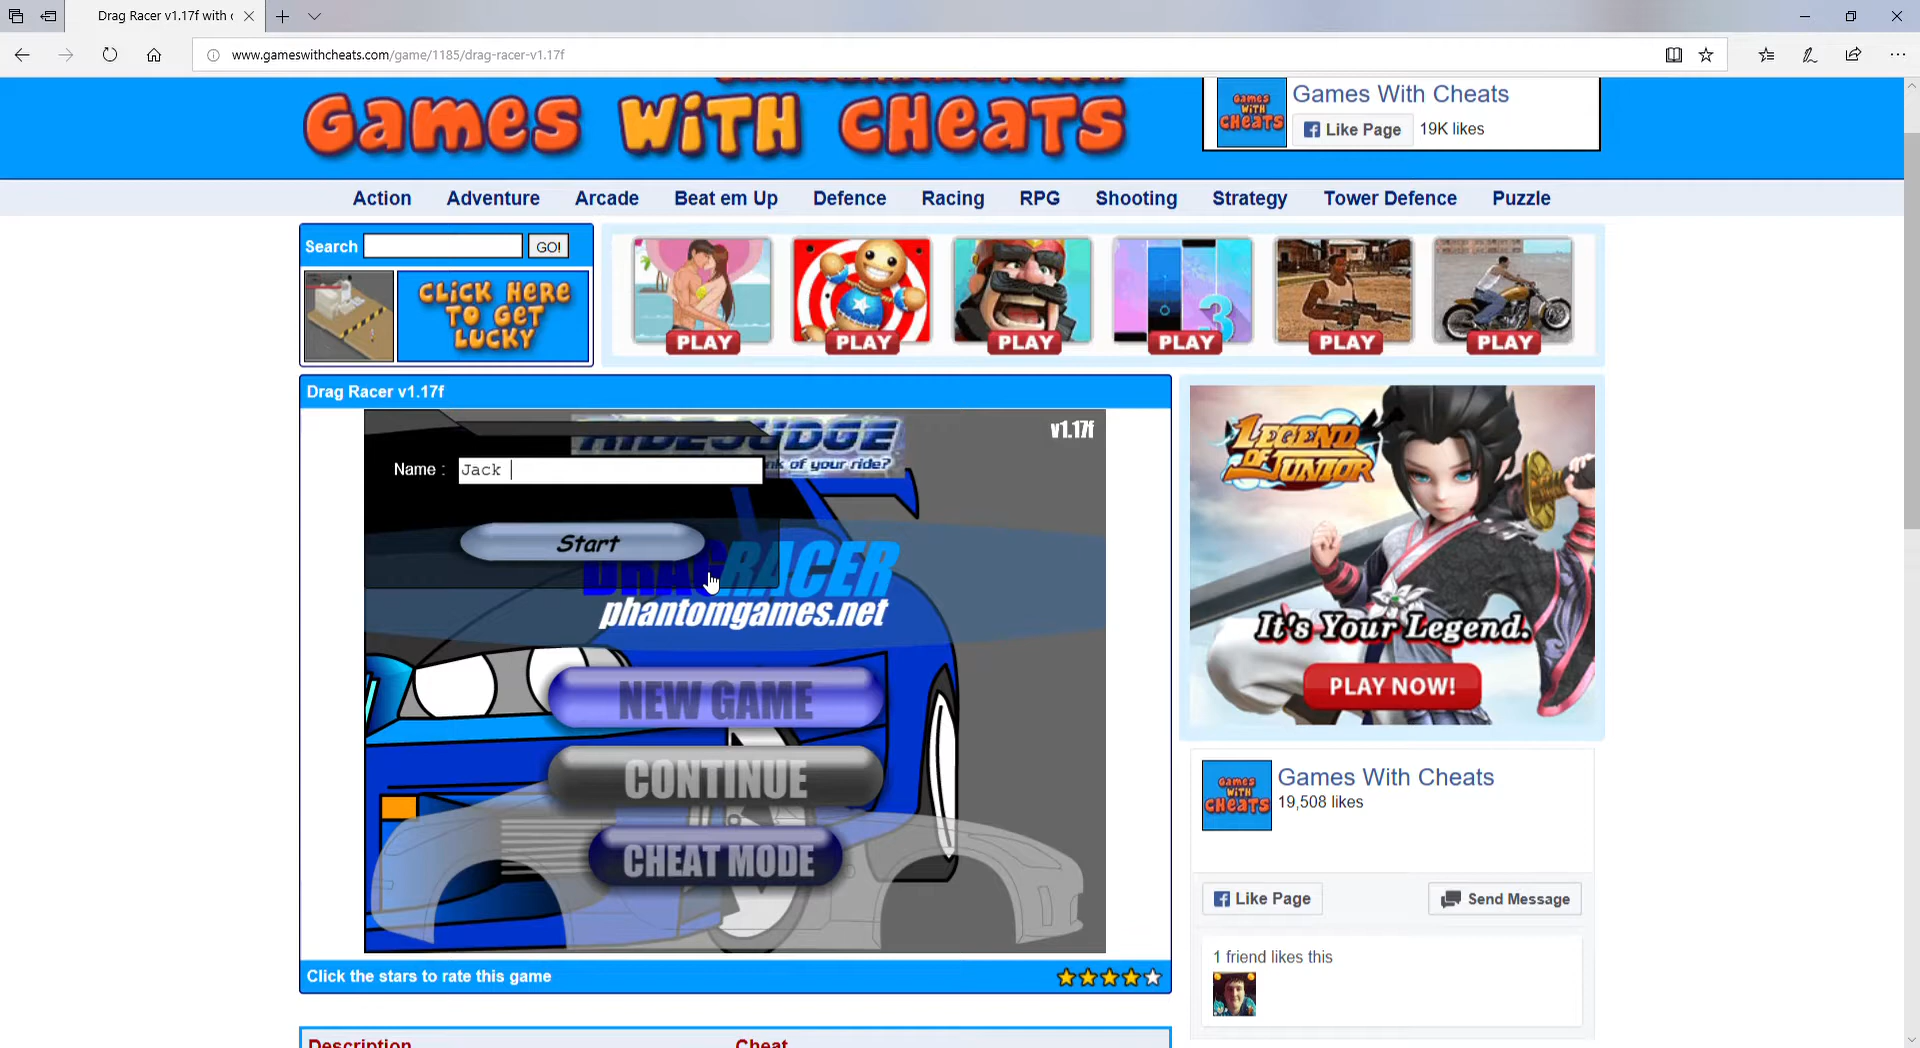 Drag Racer v1.17f with c
www.gameswithcheats.com/game/1185/drag-racer-v1.17f
GAMES WITH CHEATS
Games With Cheats
GAMES WITH CHEATS
Like Page
19K likes
Action Adventure Arcade Beat em Up Defence Racing RPG Shooting Strategy Tower Defence Puzzle
Search
GO!
CLICK HERE
TO GET
LUCKY
3
PLAY PLAY PLAY PLAY PLAY PLAY
Drag Racer v1.17f
RIDESJUDGE
v1.17f
nk of your ride?
Name :
Jack
Start
DRAGRACER
phantomgames.net
NEW GAME
CONTINUE
CHEAT MODE
LEGEND
OF JUNIOR
It's Your Legend.
PLAY NOW!
GAMES WITH CHEATS
Games With Cheats
19,508 likes
Like Page
Send Message
1 friend likes this
Click the stars to rate this game
Description
Cheat